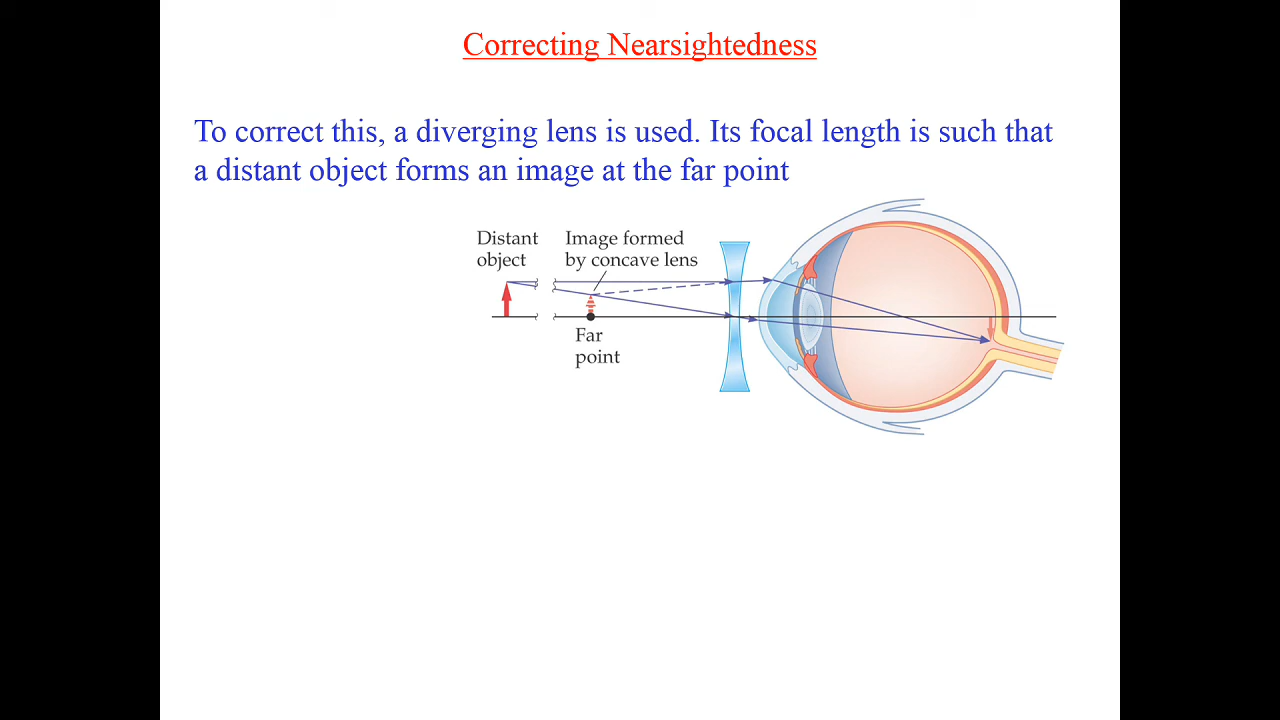 Correcting Nearsightedness
To correct this, a diverging lens is used. Its focal length is such that
a distant object forms an image at the far point
Distant
object
Image formed
by concave lens
Far
point